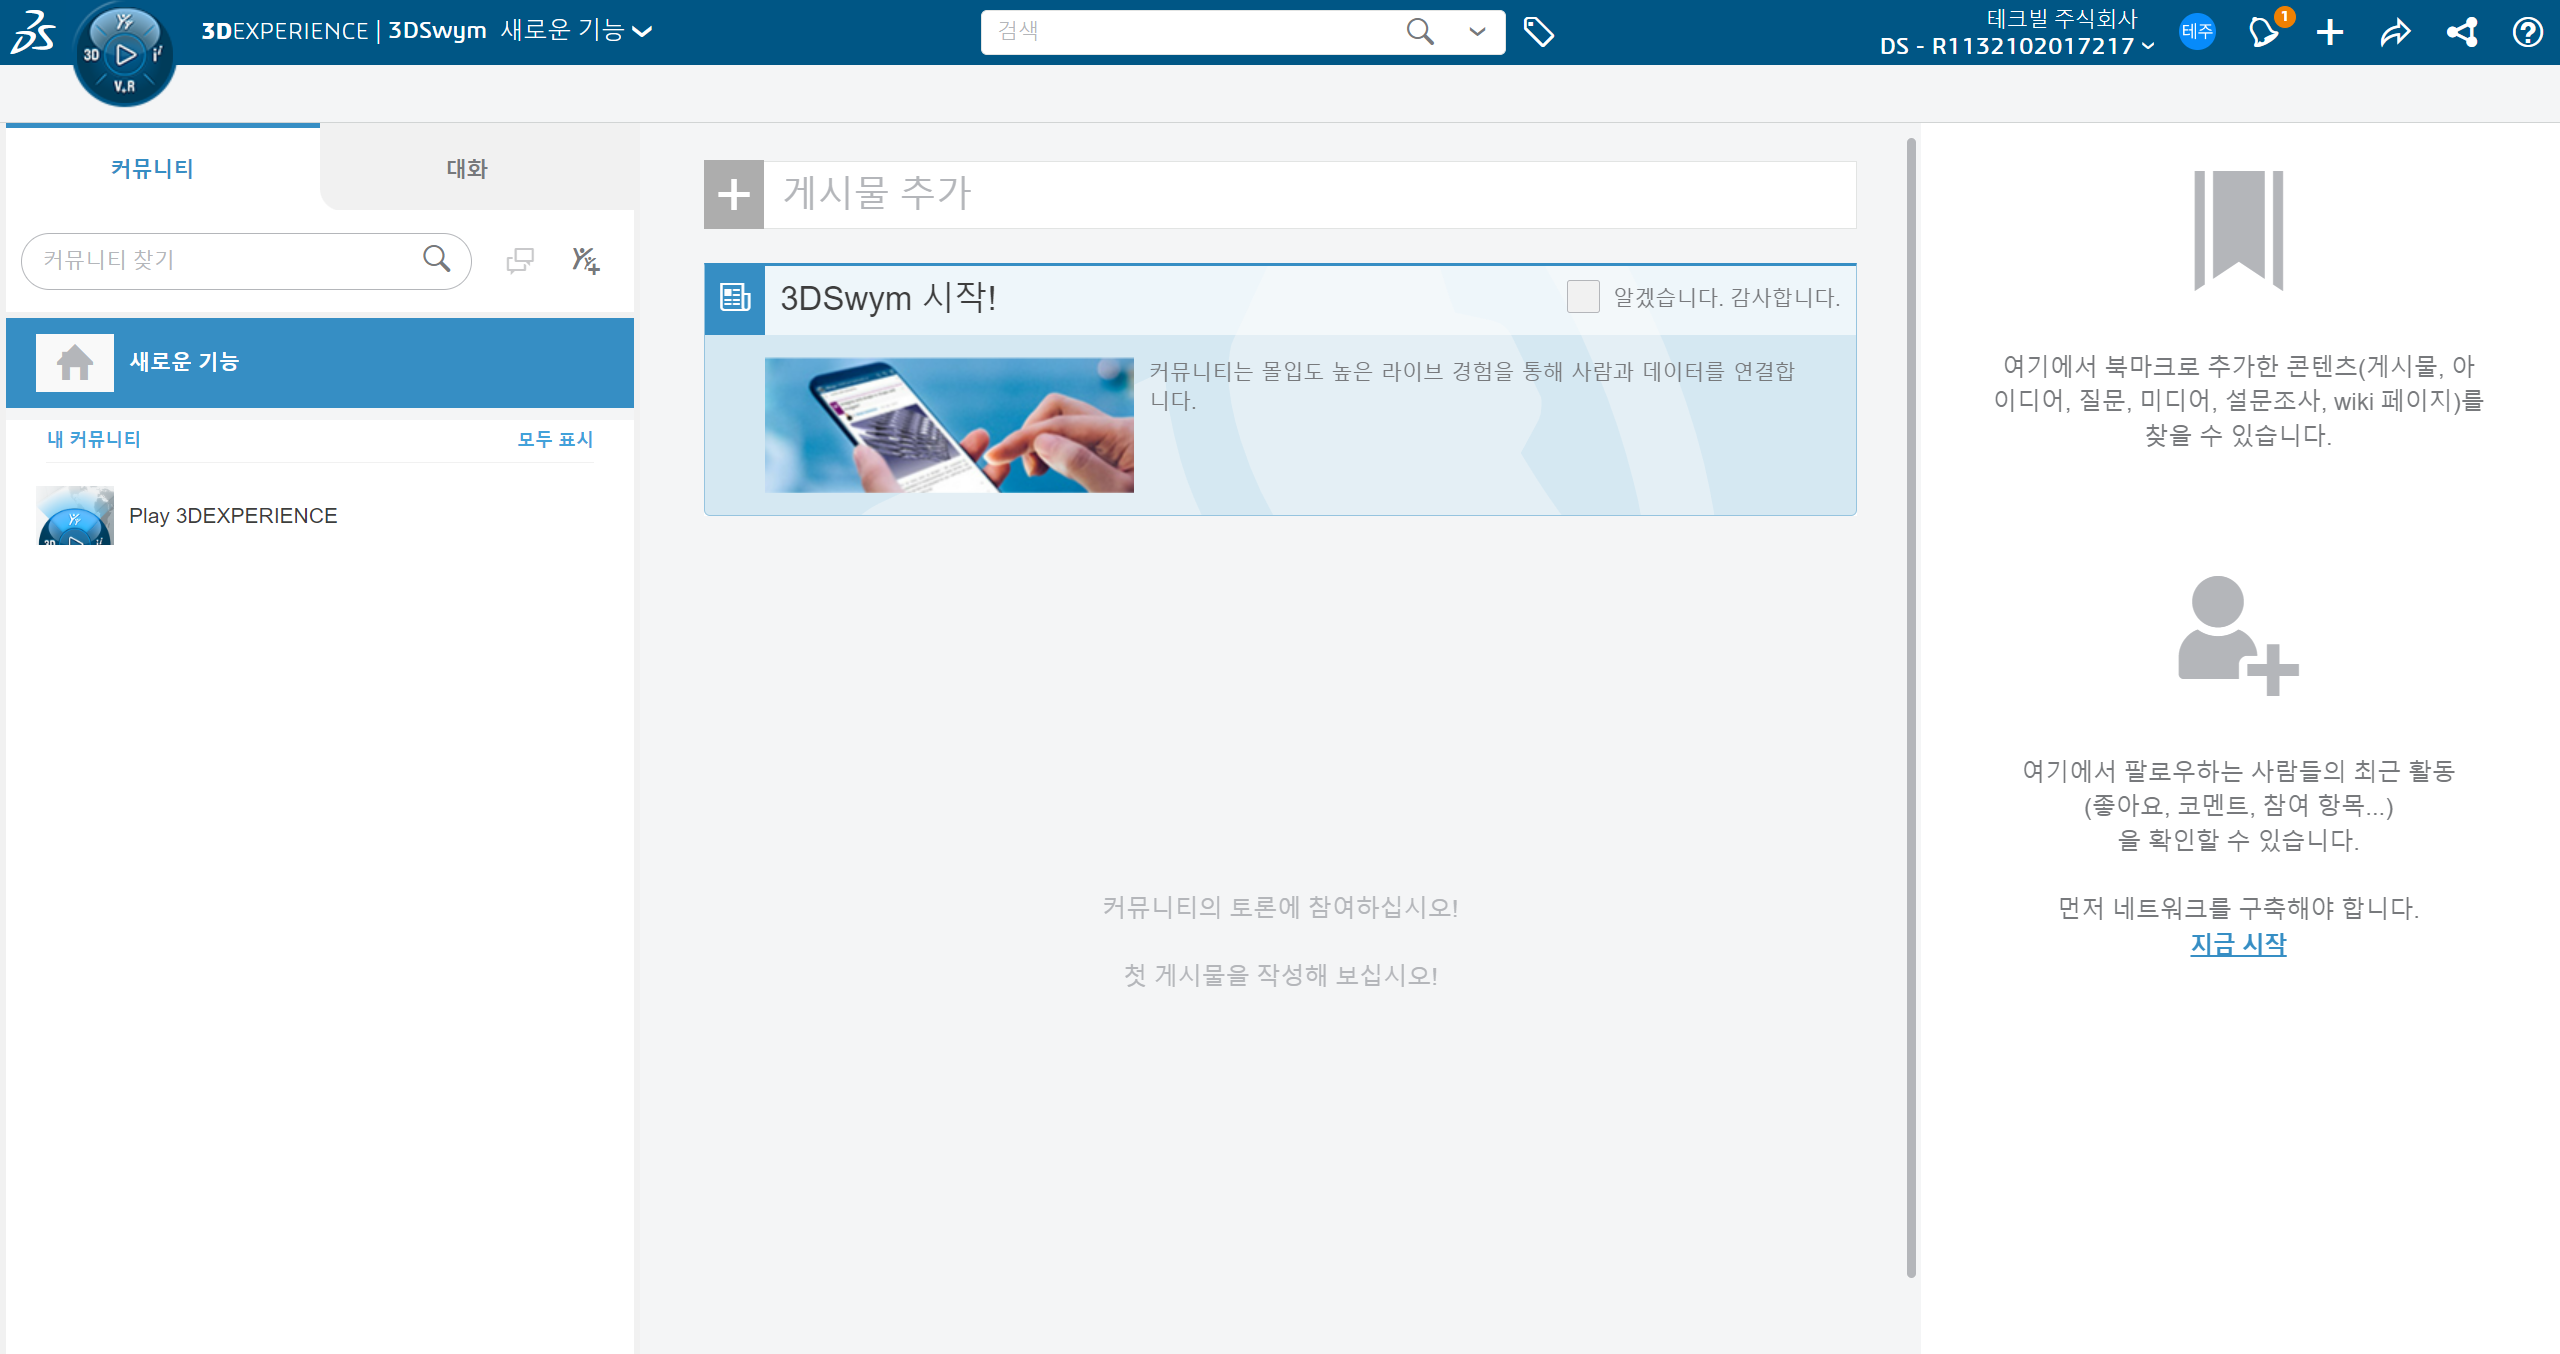 3DEXPERIENCE | 3DSwym 새로운 기능
검색
테크빌 주식회사
DS - R1132102017217
테주
1
3D
V.R
커뮤니티
대화
커뮤니티 찾기
새로운 기능
내 커뮤니티
모두 표시
Play 3DEXPERIENCE
게시물 추가
3DSwym 시작!
알겠습니다. 감사합니다.
커뮤니티는 몰입도 높은 라이브 경험을 통해 사람과 데이터를 연결합
니다.
커뮤니티의 토론에 참여하십시오!
첫 게시물을 작성해 보십시오!
여기에서 북마크로 추가한 콘텐츠(게시물, 아
이디어, 질문, 미디어, 설문조사, wiki 페이지)를
찾을 수 있습니다.
여기에서 팔로우하는 사람들의 최근 활동
(좋아요, 코멘트, 참여 항목...)
을 확인할 수 있습니다.
먼저 네트워크를 구축해야 합니다.
지금 시작